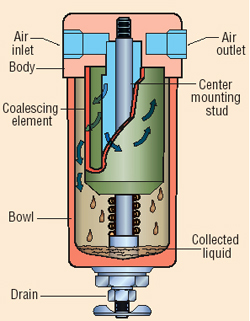 Air
inlet
Air
outlet
Body
Center
mounting
stud
Coalescing
element
Bowl
Collected
liquid
Drain